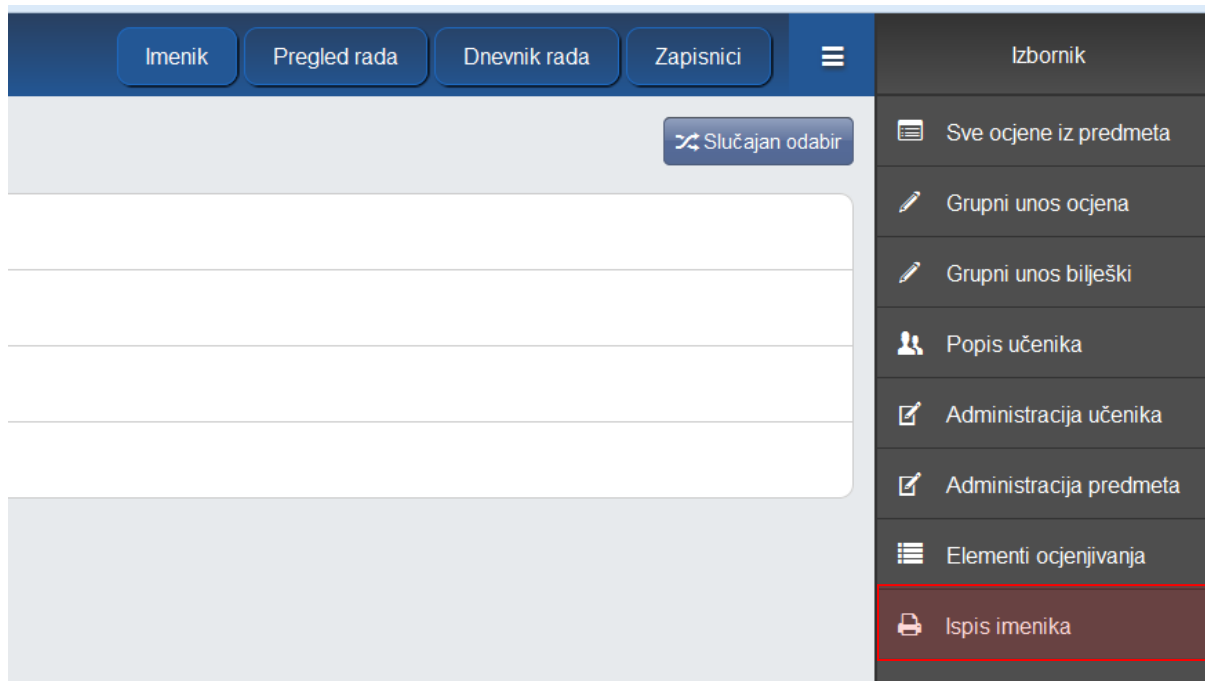 Imenik
Pregled rada
Dnevnik rada
Zapisnici
Izbornik
Slučajan odabir
Sve ocjene iz predmeta
Grupni unos ocjena
Grupni unos bilješki
Popis učenika
Administracija učenika
Administracija predmeta
Elementi ocjenjivanja
Ispis imenika